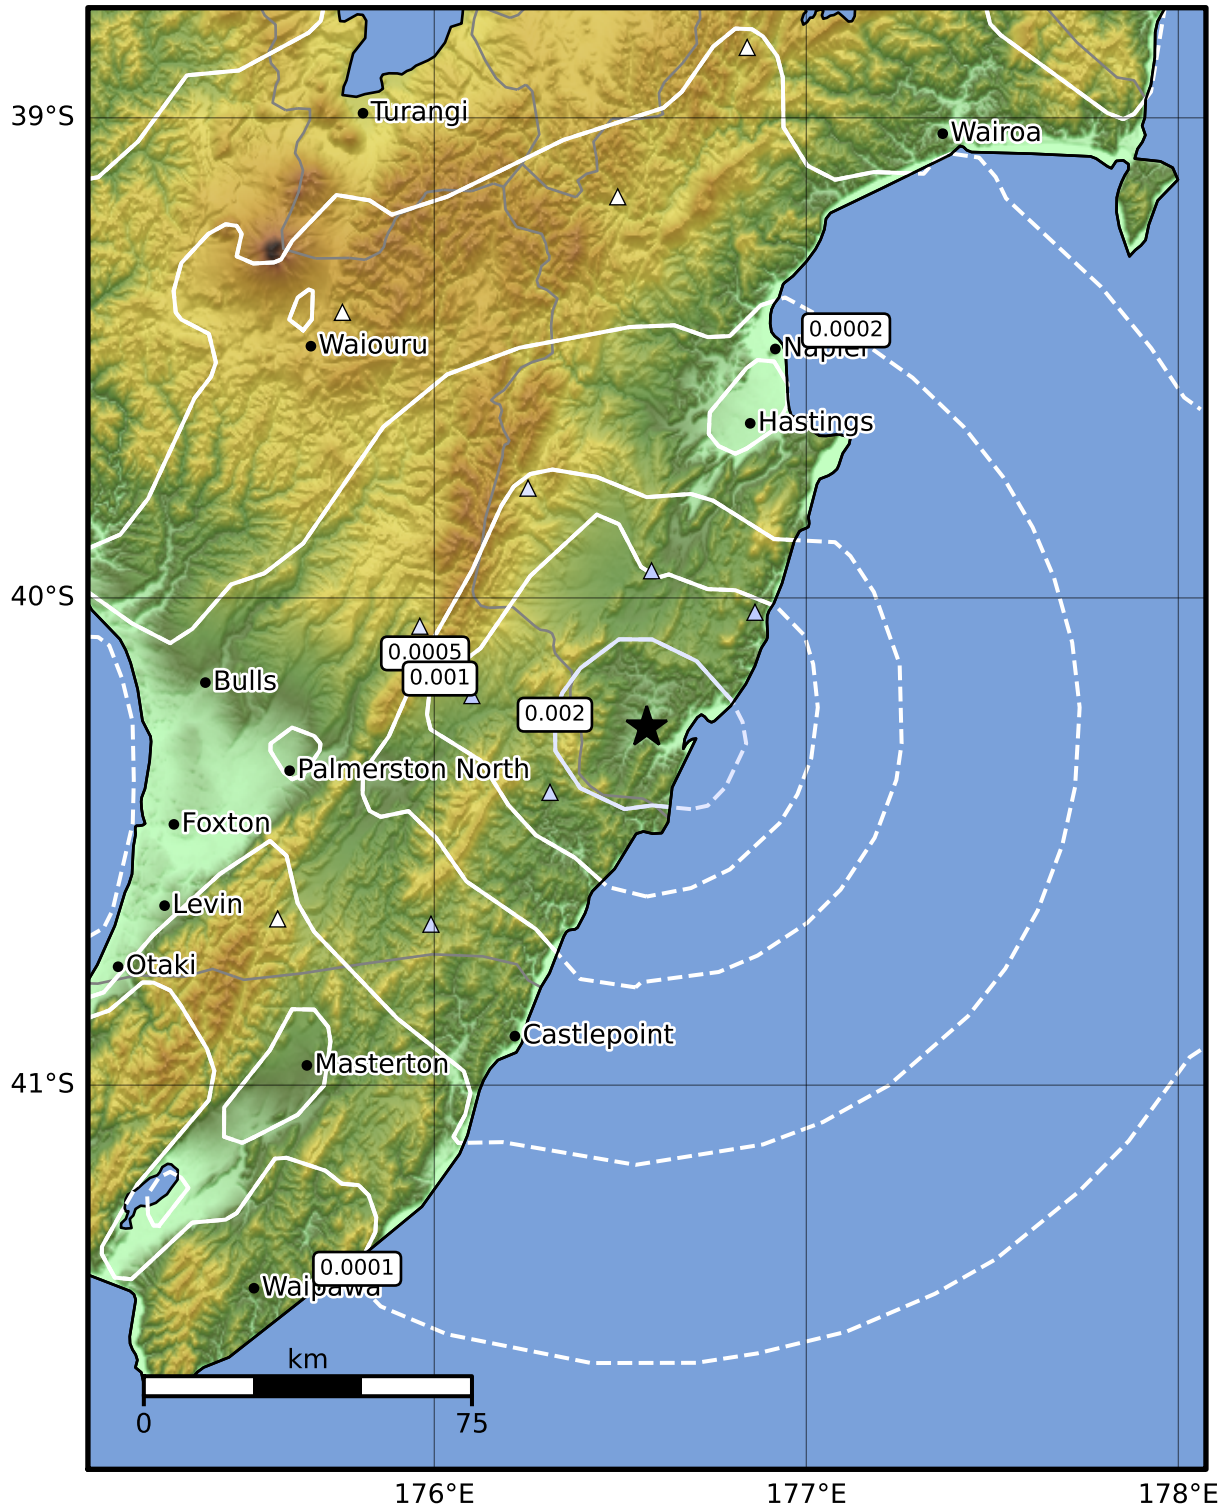 39°S
Turangi
Wairoa
Waiouru
0.0002
Napier
Hastings
40°S
0.0005
0.001
Bulls
0.002
Palmerston North
Foxton
Levin
Otaki
Castlepoint
Masterton
41°S
0.0001
Waipawa
km
0 75
176°E 177°E 178°E